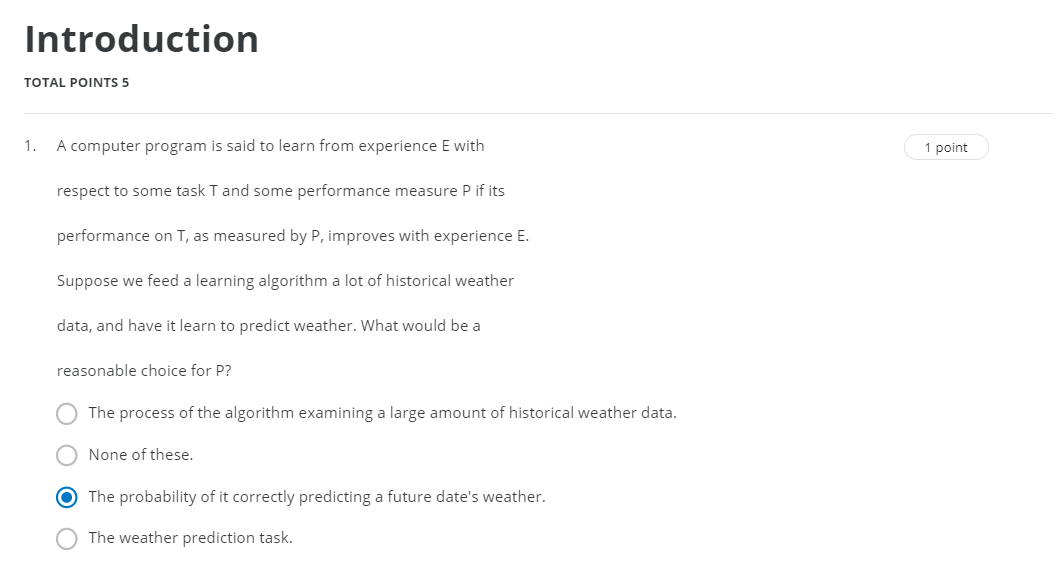 Introduction
TOTAL POINTS 5
1. A computer program is said to learn from experience E with
1 point
respect to some task T and some performance measure P if its
performance on T, as measured by P, improves with experience E.
Suppose we feed a learning algorithm a lot of historical weather
data, and have it learn to predict weather. What would be a
reasonable choice for P?
The process of the algorithm examining a large amount of historical weather data.
None of these.
The probability of it correctly predicting a future date's weather.
The weather prediction task.